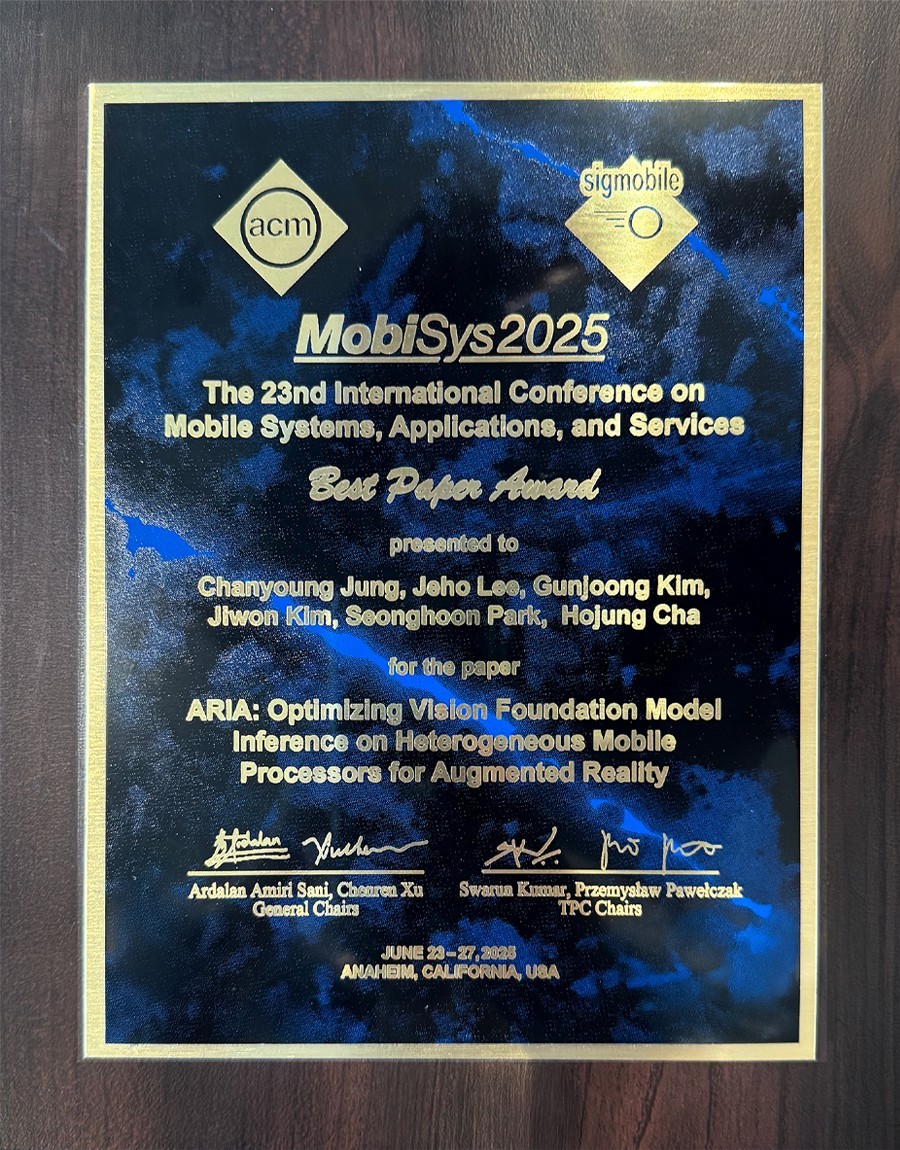 acm
sigmobile
MobiSys2025
The 23nd International Conference on
Mobile Systems, Applications, and Services
Best Paper Award
presented to
Chanyoung Jung, Jeho Lee, Gunjoong Kim,
Jiwon Kim, Seonghoon Park, Hojung Cha
for the paper
ARIA: Optimizing Vision Foundation Model
Inference on Heterogeneous Mobile
Processors for Augmented Reality
Ardalan Amiri Sani, Chenren Xu
General Chairs
Swarun Kumar, Przemysław Pawełczak
TPC Chairs
JUNE 23 – 27, 2025
ANAHEIM, CALIFORNIA, USA